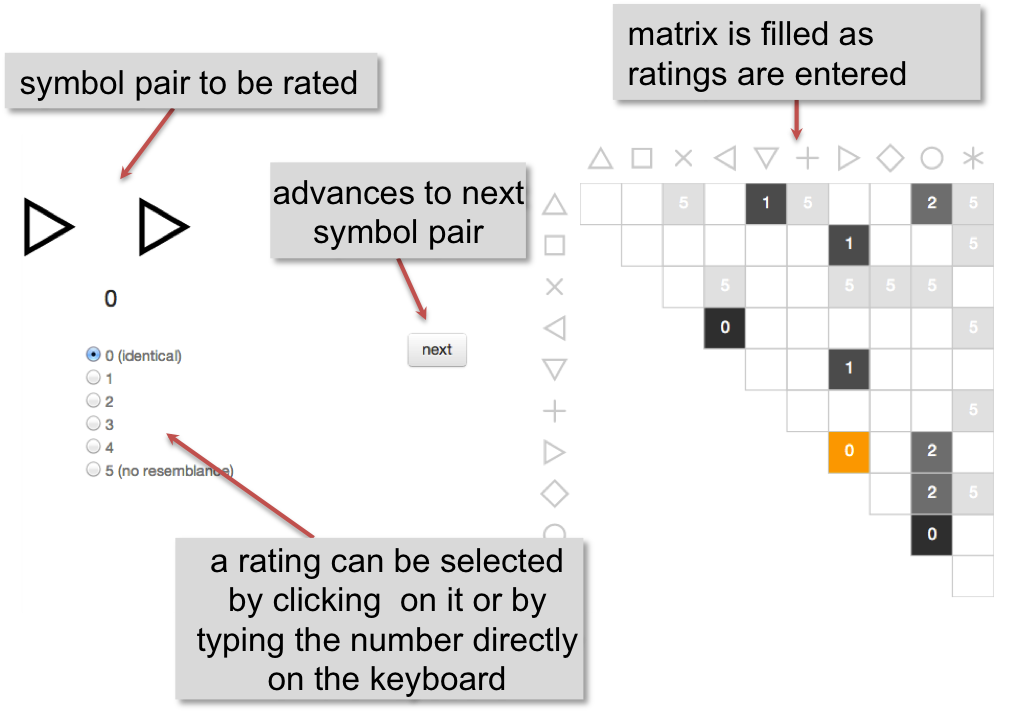 matrix is filled as
ratings are entered
symbol pair to be rated
advances to next
symbol pair
0
0 (identical)
1
2
3
4
5 (no resemblance)
next
5 1 5 2 5
1 5
5 5 5 5
0 5
1
5
0 2
2 5
0
a rating can be selected
by clicking on it or by
typing the number directly
on the keyboard